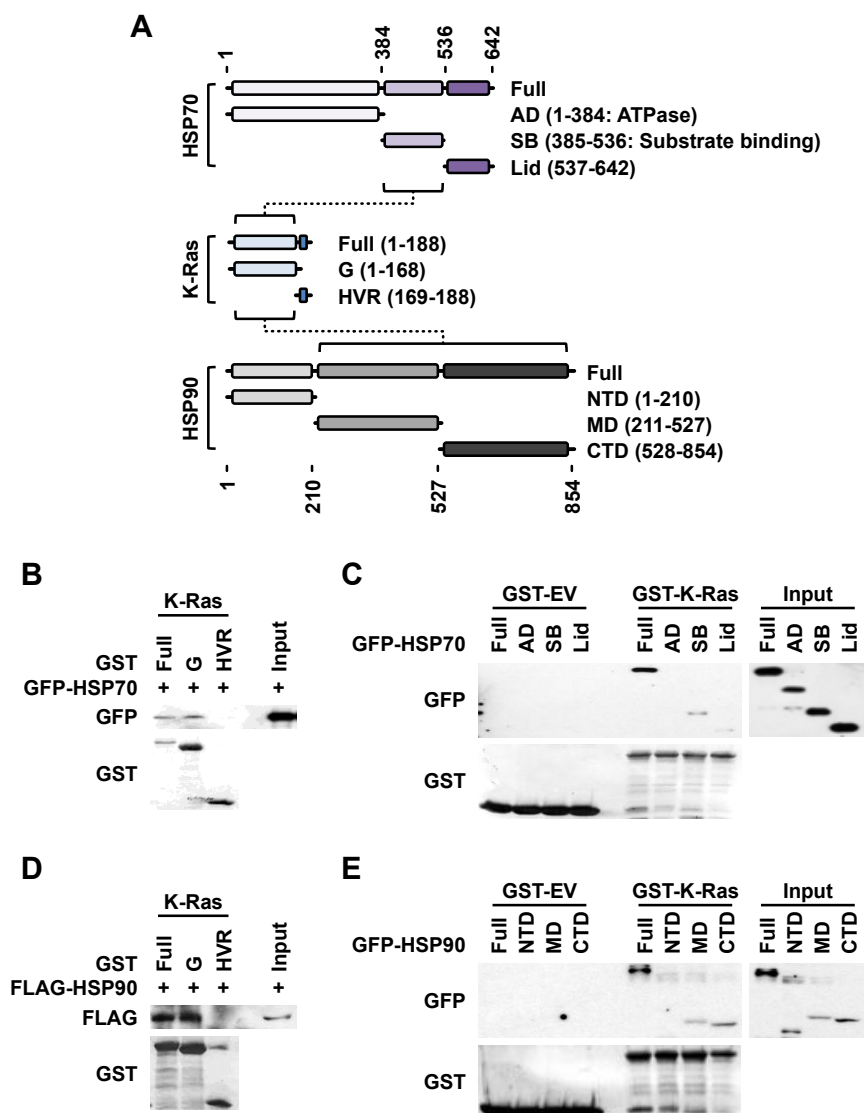 A
1
384
536
642
HSP70
Full
AD (1-384: ATPase)
SB (385-536: Substrate binding)
Lid (537-642)
K-Ras
Full (1-188)
G (1-168)
HVR (169-188)
HSP90
Full
NTD (1-210)
MD (211-527)
CTD (528-854)
1
210
527
854
B
K-Ras
GST Full G HVR Input
GFP-HSP70 + + + +
GFP
GST
C
GST-EV GST-K-Ras Input
GFP-HSP70 Full AD SB Lid Full AD SB Lid Full AD SB Lid
GFP
GST
D
K-Ras
GST Full G HVR Input
FLAG-HSP90 + + + +
FLAG
GST
E
GST-EV GST-K-Ras Input
GFP-HSP90 Full NTD MD CTD Full NTD MD CTD Full NTD MD CTD
GFP
GST